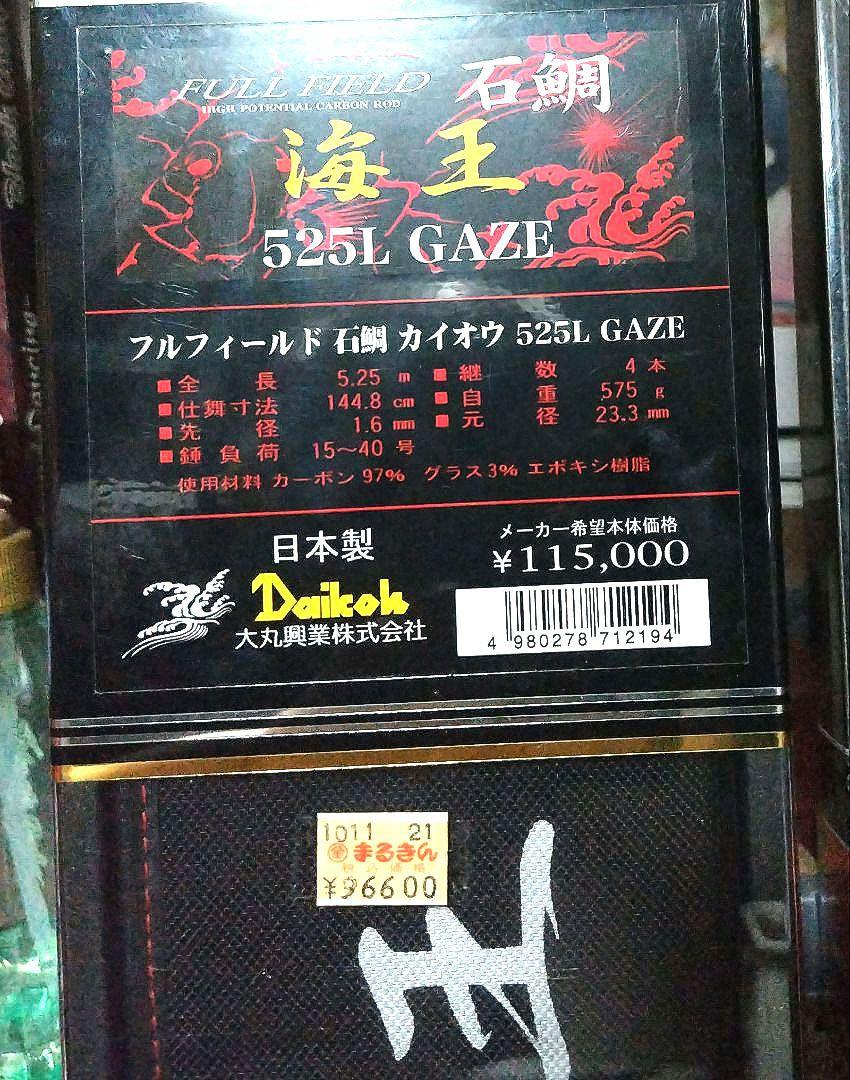 FULL FIELD 石鯛
HIGH POTENTIAL CARBON ROD
海王
525L GAZE
フルフィールド 石鯛 カイオウ 525L GAZE
■全長 5.25 m ■継数 4 本
■仕舞寸法 144.8 cm ■自重 575 g
■先径 1.6 mm ■元径 23.3 mm
■錘負荷 15〜40 号
使用材料 カーボン 97% グラス3% エポキシ樹脂
日本製
メーカー希望本体価格
¥115,000
Daikoh
大丸興業株式会社
4 980278 712194
1011 21
まるきん
¥96600
王